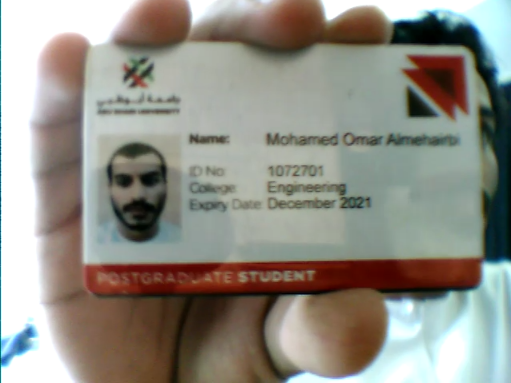 جامعة أبوظبي
ABU DHABI UNIVERSITY
Name: Mohamed Omar Almehairbi
ID No: 1072701
College: Engineering
Expiry Date: December 2021
POSTGRADUATE STUDENT